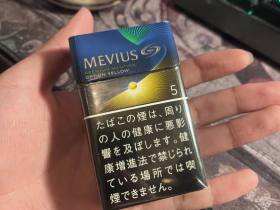 MEVIUS
OPTION YELLOW
5
たばこの煙は、周り
の人の健康に悪影
響を及ぼします。健
康増進法で禁じられ
ている場所では喫
煙できません。